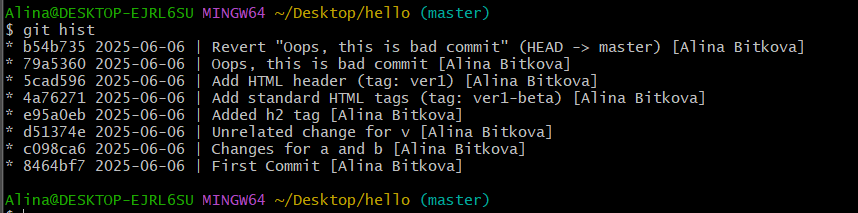 Alina@DESKTOP-EJRL6SU MINGW64 ~/Desktop/hello (master)
$ git hist
* b54b735 2025-06-06 | Revert "Oops, this is bad commit" (HEAD -> master) [Alina Bitkova]
* 79a5360 2025-06-06 | Oops, this is bad commit [Alina Bitkova]
* 5cad596 2025-06-06 | Add HTML header (tag: ver1) [Alina Bitkova]
* 4a76271 2025-06-06 | Add standard HTML tags (tag: ver1-beta) [Alina Bitkova]
* e95a0eb 2025-06-06 | Added h2 tag [Alina Bitkova]
* d51374e 2025-06-06 | Unrelated change for v [Alina Bitkova]
* c098ca6 2025-06-06 | Changes for a and b [Alina Bitkova]
* 8464bf7 2025-06-06 | First Commit [Alina Bitkova]
Alina@DESKTOP-EJRL6SU MINGW64 ~/Desktop/hello (master)
$